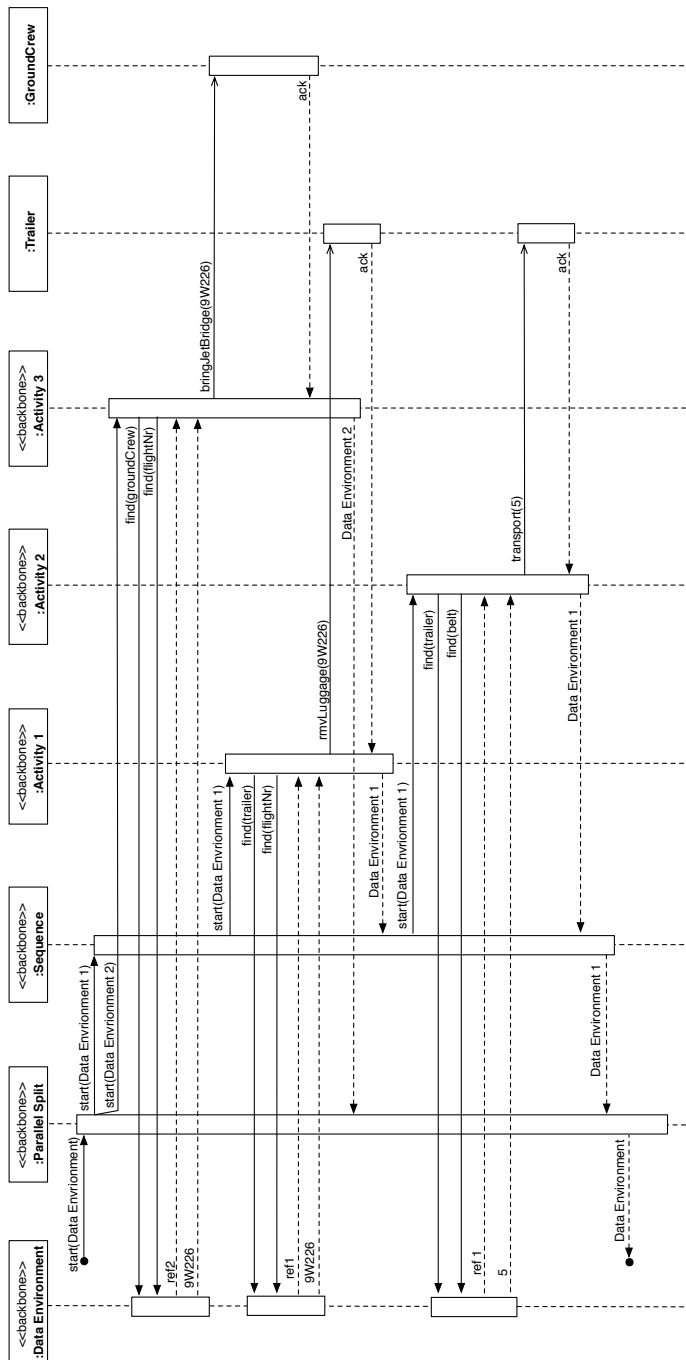 <<backbone>>
:Data Environment
<<backbone>>
:Parallel Split
<<backbone>>
:Sequence
<<backbone>>
:Activity 1
<<backbone>>
:Activity 2
<<backbone>>
:Activity 3
:Trailer
:GroundCrew
start(Data Envrionment)
start(Data Envrionment 1)
start(Data Envrionment 2)
find(groundCrew)
find(flightNr)
ref2
9W226
bringJetBridge(9W226)
start(Data Envrionment 1)
find(trailer)
find(flightNr)
ref1
9W226
ack
rmvLuggage(9W226)
Data Environment 2
ack
Data Environment 1
start(Data Envrionment 1)
find(trailer)
find(belt)
ref 1
5
transport(5)
ack
Data Environment 1
Data Environment 1
Data Environment